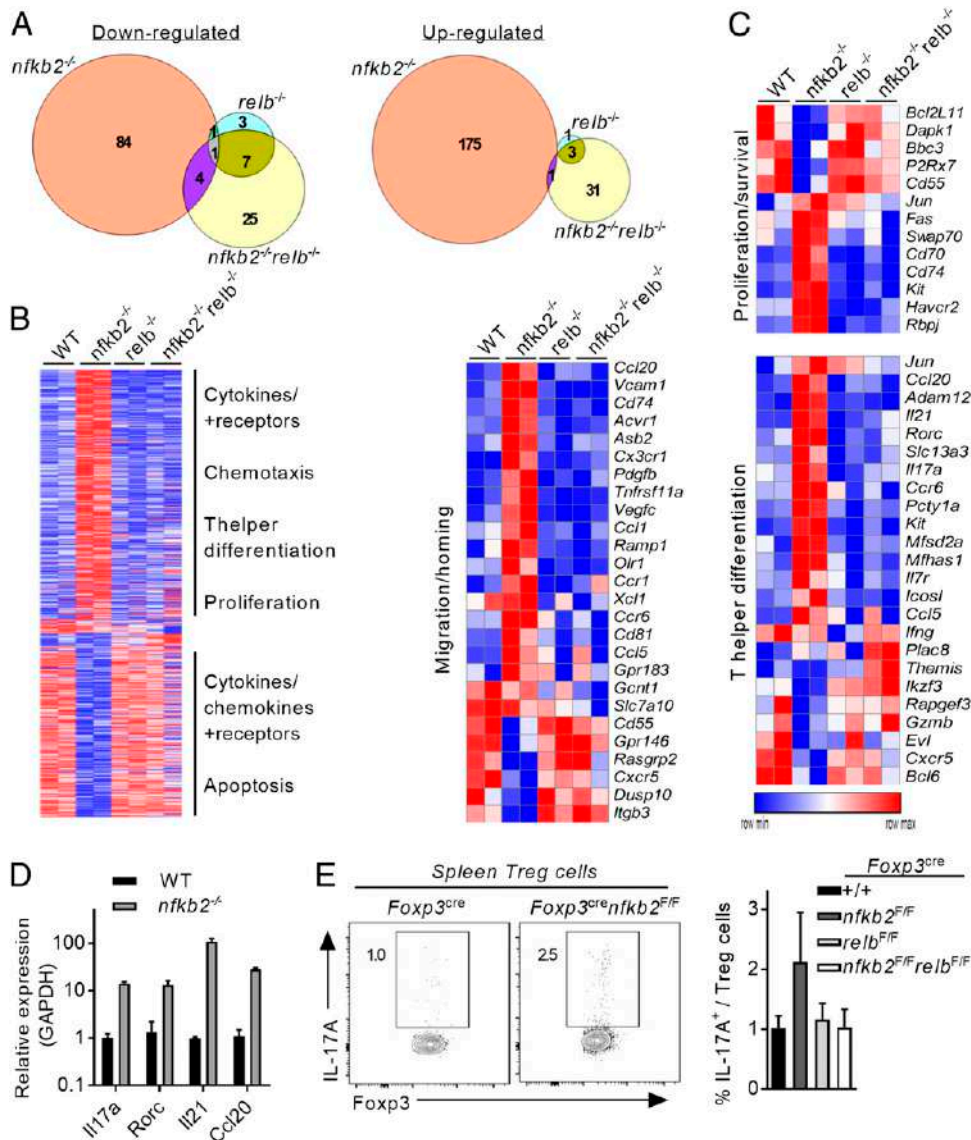 A
Down-regulated
nfkb2-/-
relb-/-
84
1
3
1
7
4
25
nfkb2-/-relb-/-
Up-regulated
nfkb2-/-
relb-/-
175
1
3
1
31
nfkb2-/-relb-/-
B
WT
nfkb2-/-
relb-/-
nfkb2-/- relb-/-
Cytokines/
+receptors
Chemotaxis
Thelper
differentiation
Proliferation
Cytokines/
chemokines
+receptors
Apoptosis
WT
nfkb2-/-
relb-/-
nfkb2-/- relb-/-
Migration/homing
Ccl20
Vcam1
Cd74
Acvr1
Asb2
Cx3cr1
Pdgfb
Tnfrsf11a
Vegfc
Ccl1
Ramp1
Olr1
Ccr1
Xcl1
Ccr6
Cd81
Ccl5
Gpr183
Gcnt1
Slc7a10
Cd55
Gpr146
Rasgrp2
Cxcr5
Dusp10
Itgb3
C
WT
nfkb2-/-
relb-/-
nfkb2-/- relb-/-
Proliferation/survival
Bcl2L11
Dapk1
Bbc3
P2Rx7
Cd55
Jun
Fas
Swap70
Cd70
Cd74
Kit
Havcr2
Rbpj
T helper differentiation
Jun
Ccl20
Adam12
Il21
Rorc
Slc13a3
Il17a
Ccr6
Pcty1a
Kit
Mfsd2a
Mfhas1
Il7r
Icosl
Ccl5
Ifng
Plac8
Themis
Ikzf3
Rapgef3
Gzmb
Evl
Cxcr5
Bcl6
row min
row max
D
WT
nfkb2-/-
Relative expression
(GAPDH)
100
10
1
0.1
Il17a
Rorc
Il21
Ccl20
E
Spleen Treg cells
Foxp3cre
Foxp3crenfkb2F/F
1.0
2.5
IL-17A
Foxp3
Foxp3cre
+/+
nfkb2F/F
relbF/F
nfkb2F/FrelbF/F
% IL-17A+ / Treg cells
3
2
1
0